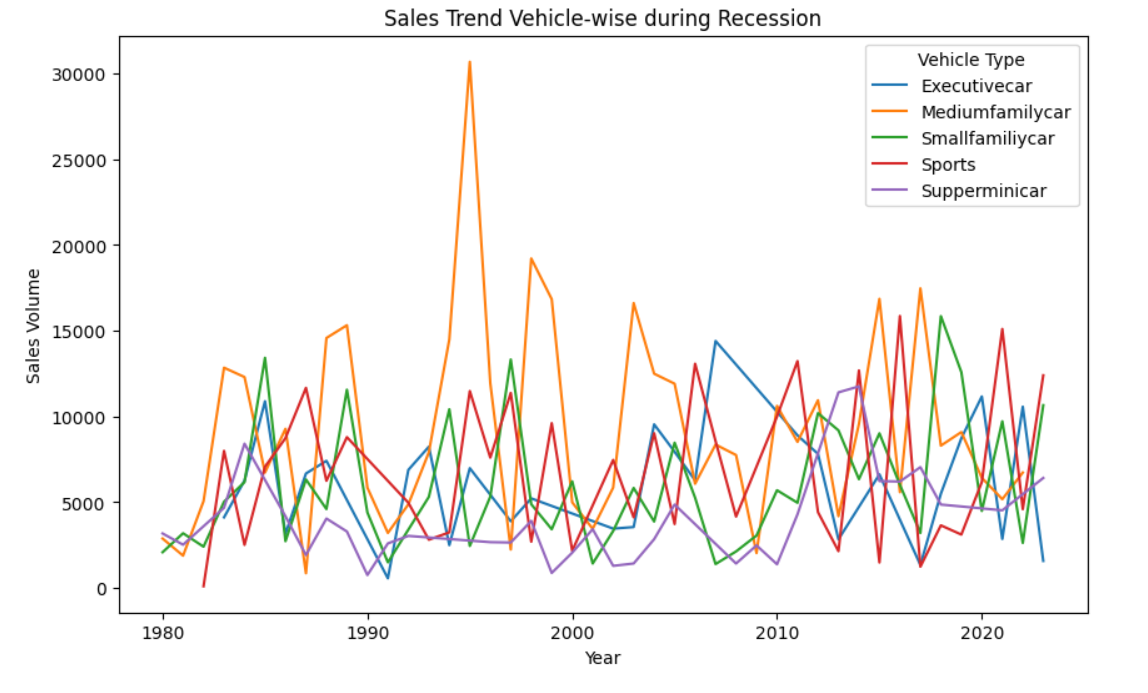 Sales Trend Vehicle-wise during Recession
Vehicle Type
Executivecar
Mediumfamilycar
Smallfamiliycar
Sports
Supperminicar
30000
25000
20000
15000
10000
5000
0
Sales Volume
1980
1990
2000
2010
2020
Year